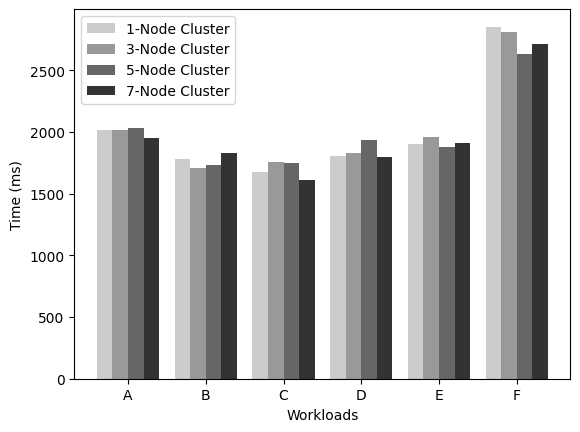 1-Node Cluster
3-Node Cluster
5-Node Cluster
7-Node Cluster
Time (ms)
2500
2000
1500
1000
500
0
A B C D E F
Workloads